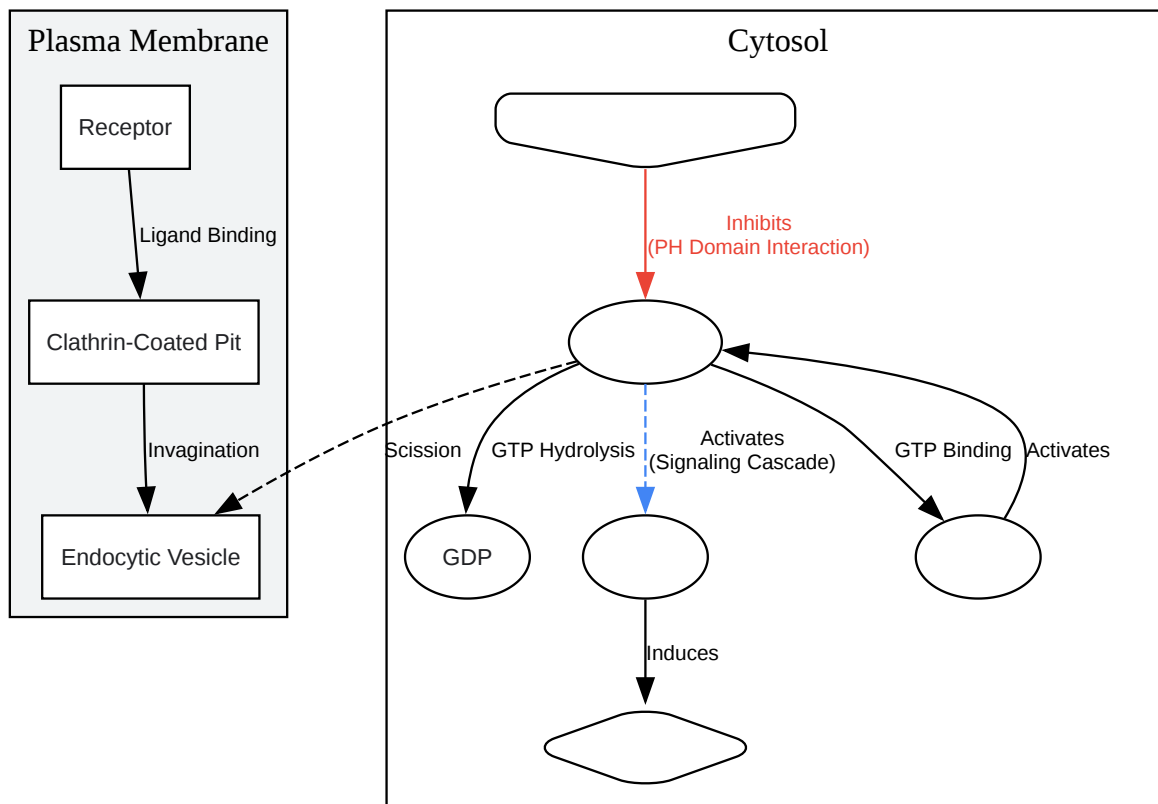 Plasma Membrane
Receptor
Ligand Binding
Clathrin-Coated Pit
Invagination
Endocytic Vesicle
Cytosol
Inhibits
(PH Domain Interaction)
Scission
GTP Hydrolysis
Activates
(Signaling Cascade)
GTP Binding
Activates
GDP
Induces